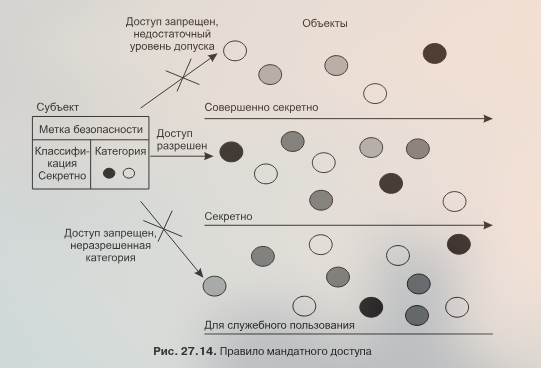 Доступ запрещен,
недостаточный
уровень допуска
Объекты
Субъект
Метка безопасности
Классифи-
кация
Секретно
Категория
Доступ
разрешен
Совершенно секретно
Секретно
Доступ запрещен,
неразрешенная
категория
Для служебного пользования
Рис. 27.14. Правило мандатного доступа